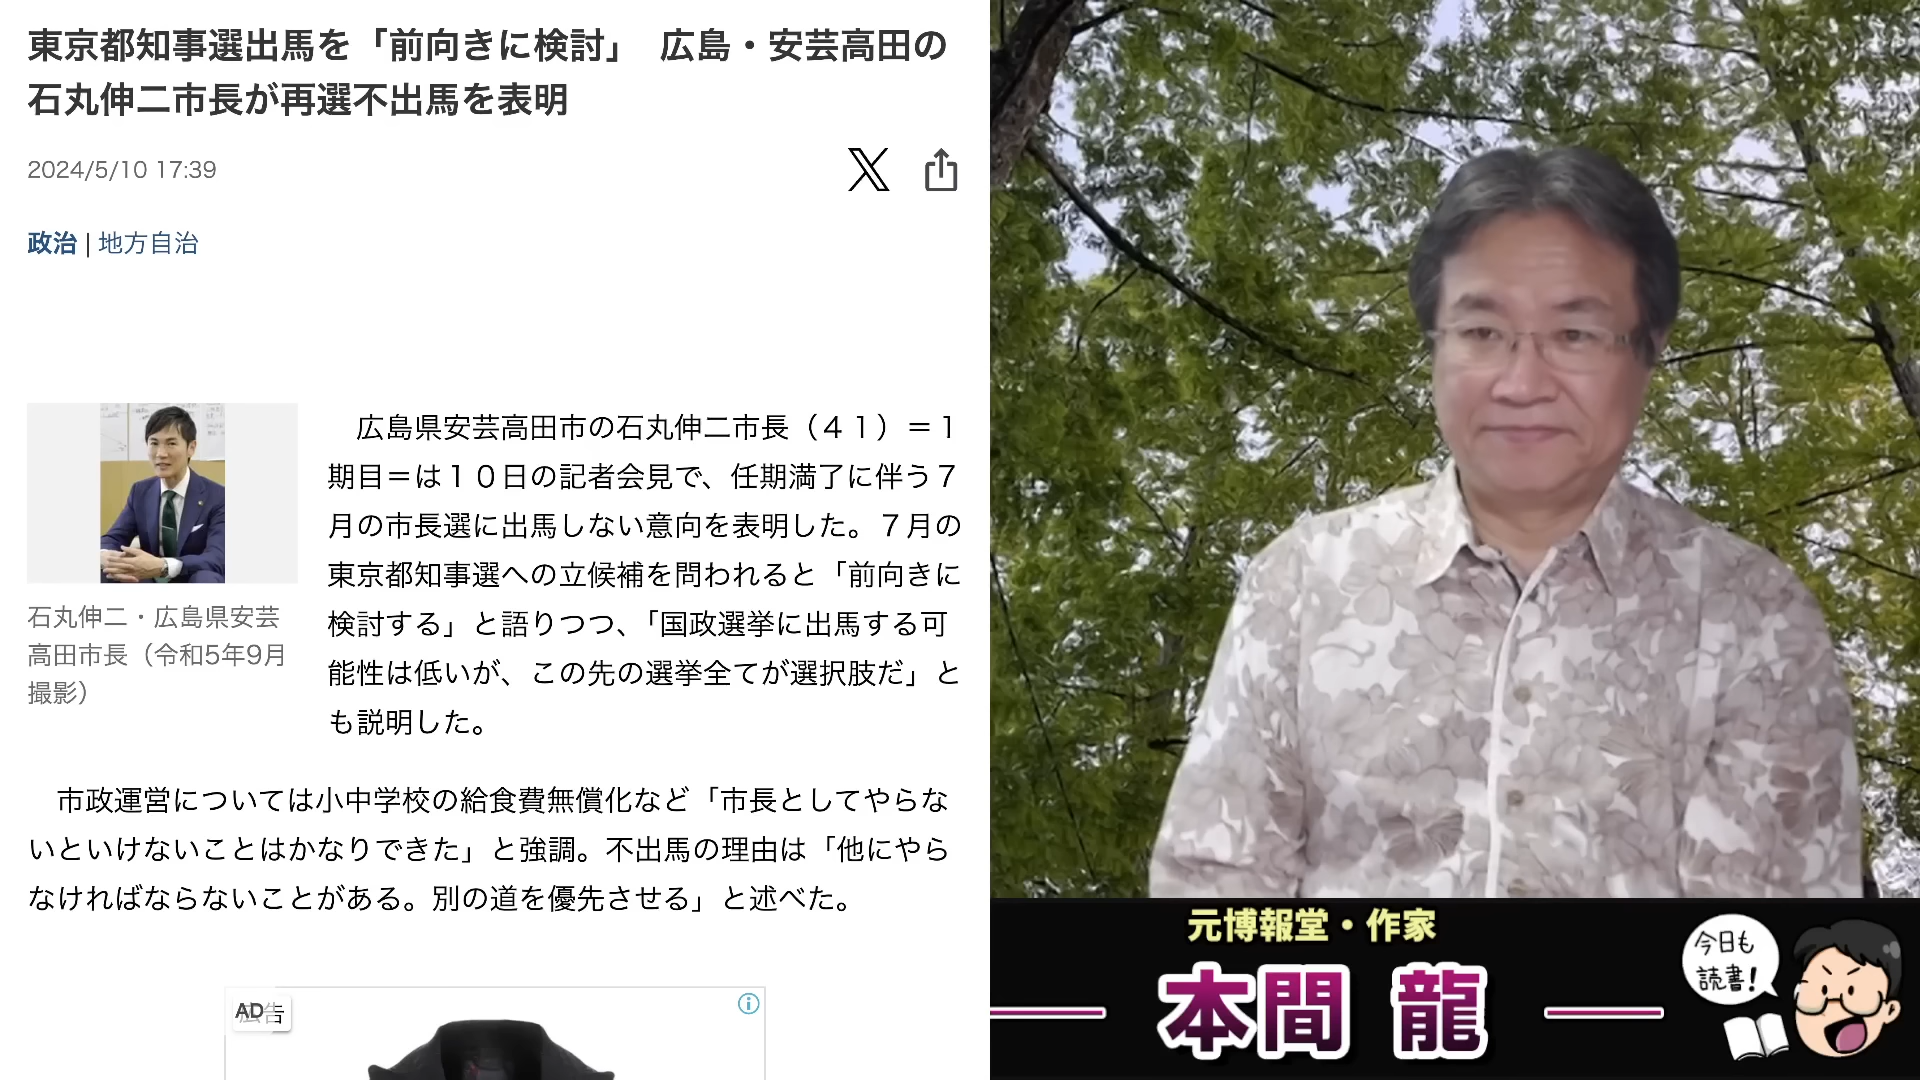 東京都知事選出馬を「前向きに検討」 広島・安芸高田の
石丸伸二市長が再選不出馬を表明
2024/5/10 17:39
政治 | 地方自治
石丸伸二・広島県安芸
高田市長（令和5年9月
撮影）
広島県安芸高田市の石丸伸二市長（４１）＝１
期目＝は１０日の記者会見で、任期満了に伴う７
月の市長選に出馬しない意向を表明した。７月の
東京都知事選への立候補を問われると「前向きに
検討する」と語りつつ、「国政選挙に出馬する可
能性は低いが、この先の選挙全てが選択肢だ」と
も説明した。
市政運営については小中学校の給食費無償化など「市長としてやらな
いといけないことはかなりできた」と強調。不出馬の理由は「他にやら
なければならないことがある。別の道を優先させる」と述べた。
AD
広告
元博報堂・作家
本間 龍
今日も
読書!